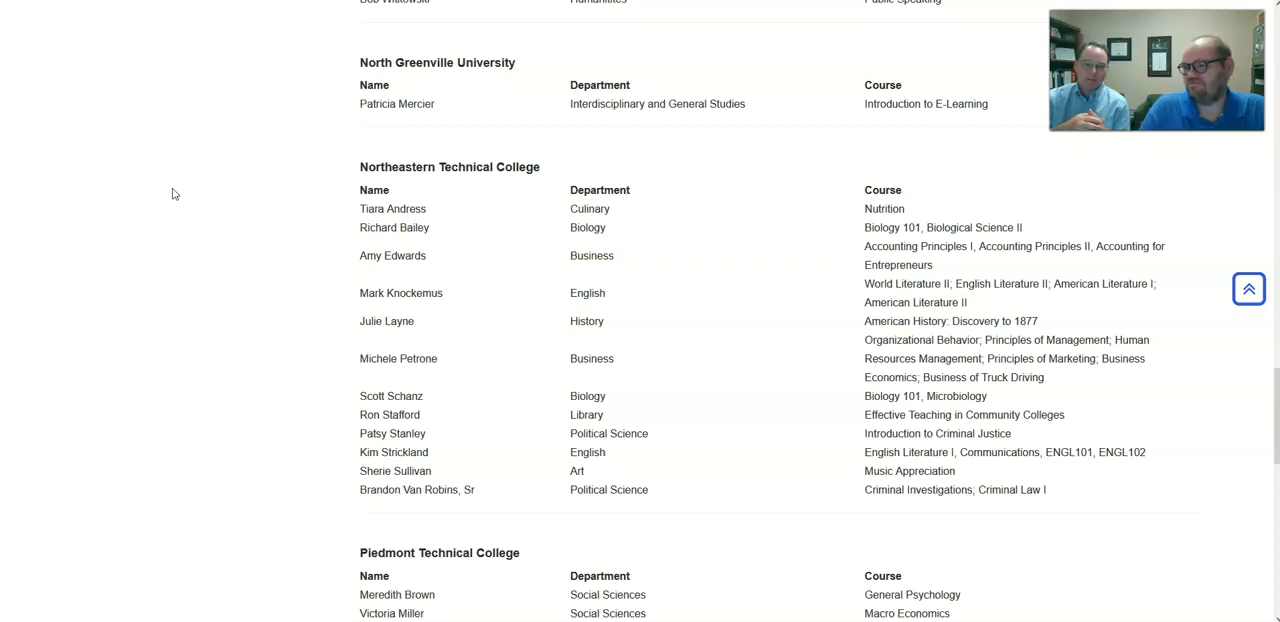 Bob Witkowski Humanities Public Speaking
North Greenville University
Name Department Course
Patricia Mercier Interdisciplinary and General Studies Introduction to E-Learning
Northeastern Technical College
Name Department Course
Tiara Andress Culinary Nutrition
Richard Bailey Biology Biology 101, Biological Science II
Amy Edwards Business Accounting Principles I, Accounting Principles II, Accounting for
Entrepreneurs
Mark Knockemus English World Literature II; English Literature II; American Literature I;
American Literature II
Julie Layne History American History: Discovery to 1877
Michele Petrone Business Organizational Behavior; Principles of Management; Human
Resources Management; Principles of Marketing; Business
Economics; Business of Truck Driving
Scott Schanz Biology Biology 101, Microbiology
Ron Stafford Library Effective Teaching in Community Colleges
Patsy Stanley Political Science Introduction to Criminal Justice
Kim Strickland English English Literature I, Communications, ENGL101, ENGL102
Sherie Sullivan Art Music Appreciation
Brandon Van Robins, Sr Political Science Criminal Investigations; Criminal Law I
Piedmont Technical College
Name Department Course
Meredith Brown Social Sciences General Psychology
Victoria Miller Social Sciences Macro Economics